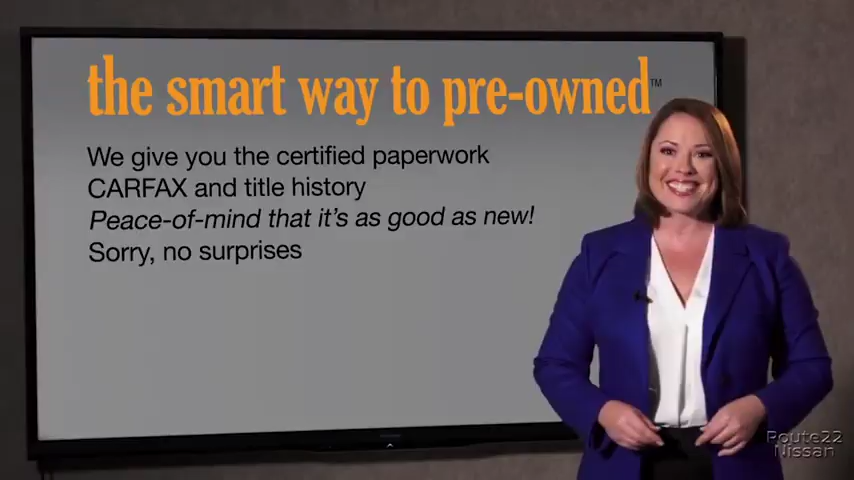 the smart way to pre-owned™
We give you the certified paperwork
CARFAX and title history
Peace-of-mind that it's as good as new!
Sorry, no surprises
Route22
Nissan